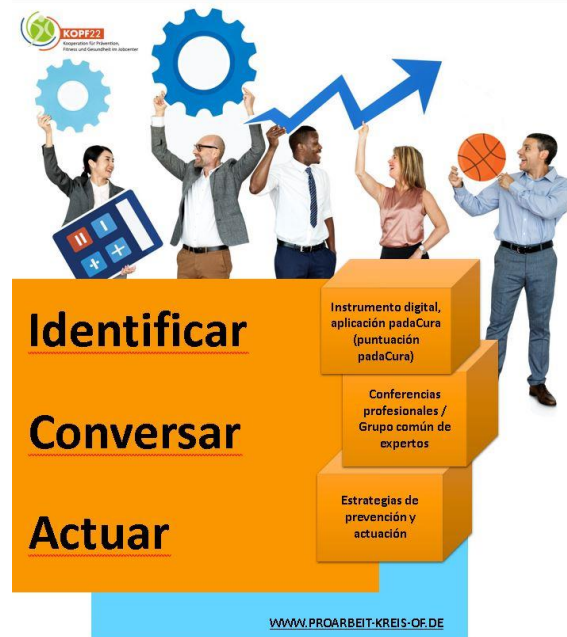 KOPF22
Kooperation für Prävention,
Fitness und Gesundheit im Jobcenter
Identificar
Instrumento digital,
aplicación padaCura
(puntuación
padaCura)
Conversar
Conferencias
profesionales /
Grupo común de
expertos
Actuar
Estrategias de
prevención y
actuación
WWW.PROARBEIT-KREIS-OF.DE